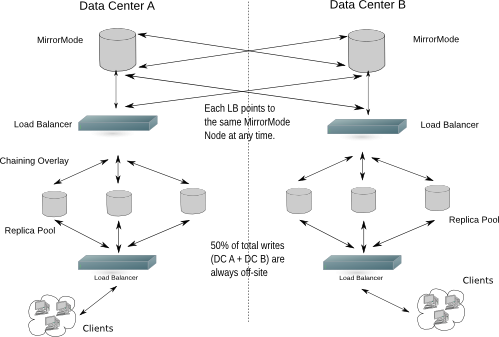 Data Center A
Data Center B
MirrorMode
MirrorMode
Each LB points to
the same MirrorMode
Node at any time.
Load Balancer
Load Balancer
Chaining Overlay
Replica Pool
Replica Pool
50% of total writes
(DC A + DC B) are
always off-site
Load Balancer
Load Balancer
Clients
Clients